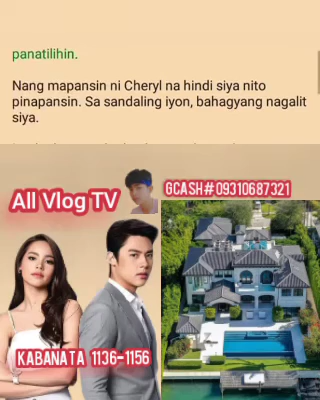 panatilihin.
Nang mapansin ni Cheryl na hindi siya nito
pinapansin. Sa sandaling iyon, bahagyang nagalit
siya.
All Vlog TV
GCASH#09310687321
KABANATA 1136-1156